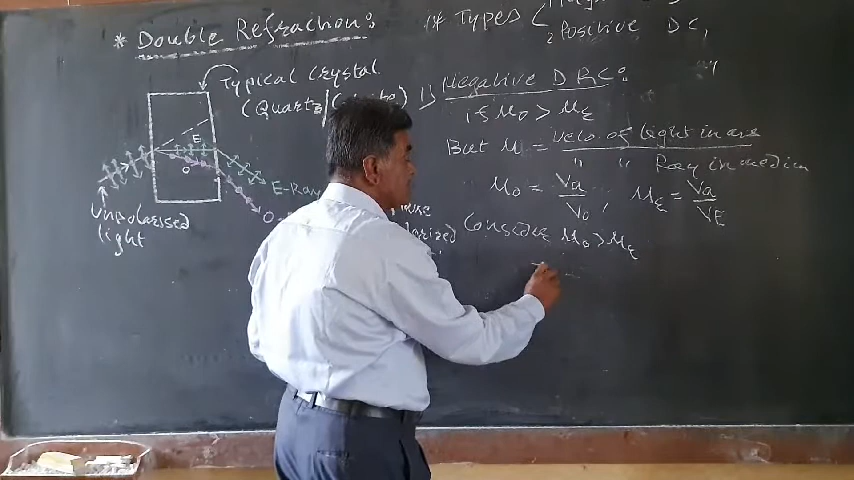 * Double Refraction:
Typical Crystal
(Quartz/Calcite)
E
O
E-Ray
O-
Unpolarised
light
* Types
2 Positive DC,
1) Negative DRC:
if μO > μE
But μ = Velo. of light in air
" " Ray in medium
μO = Va/VO, μE = Va/VE
Consider μO > μE